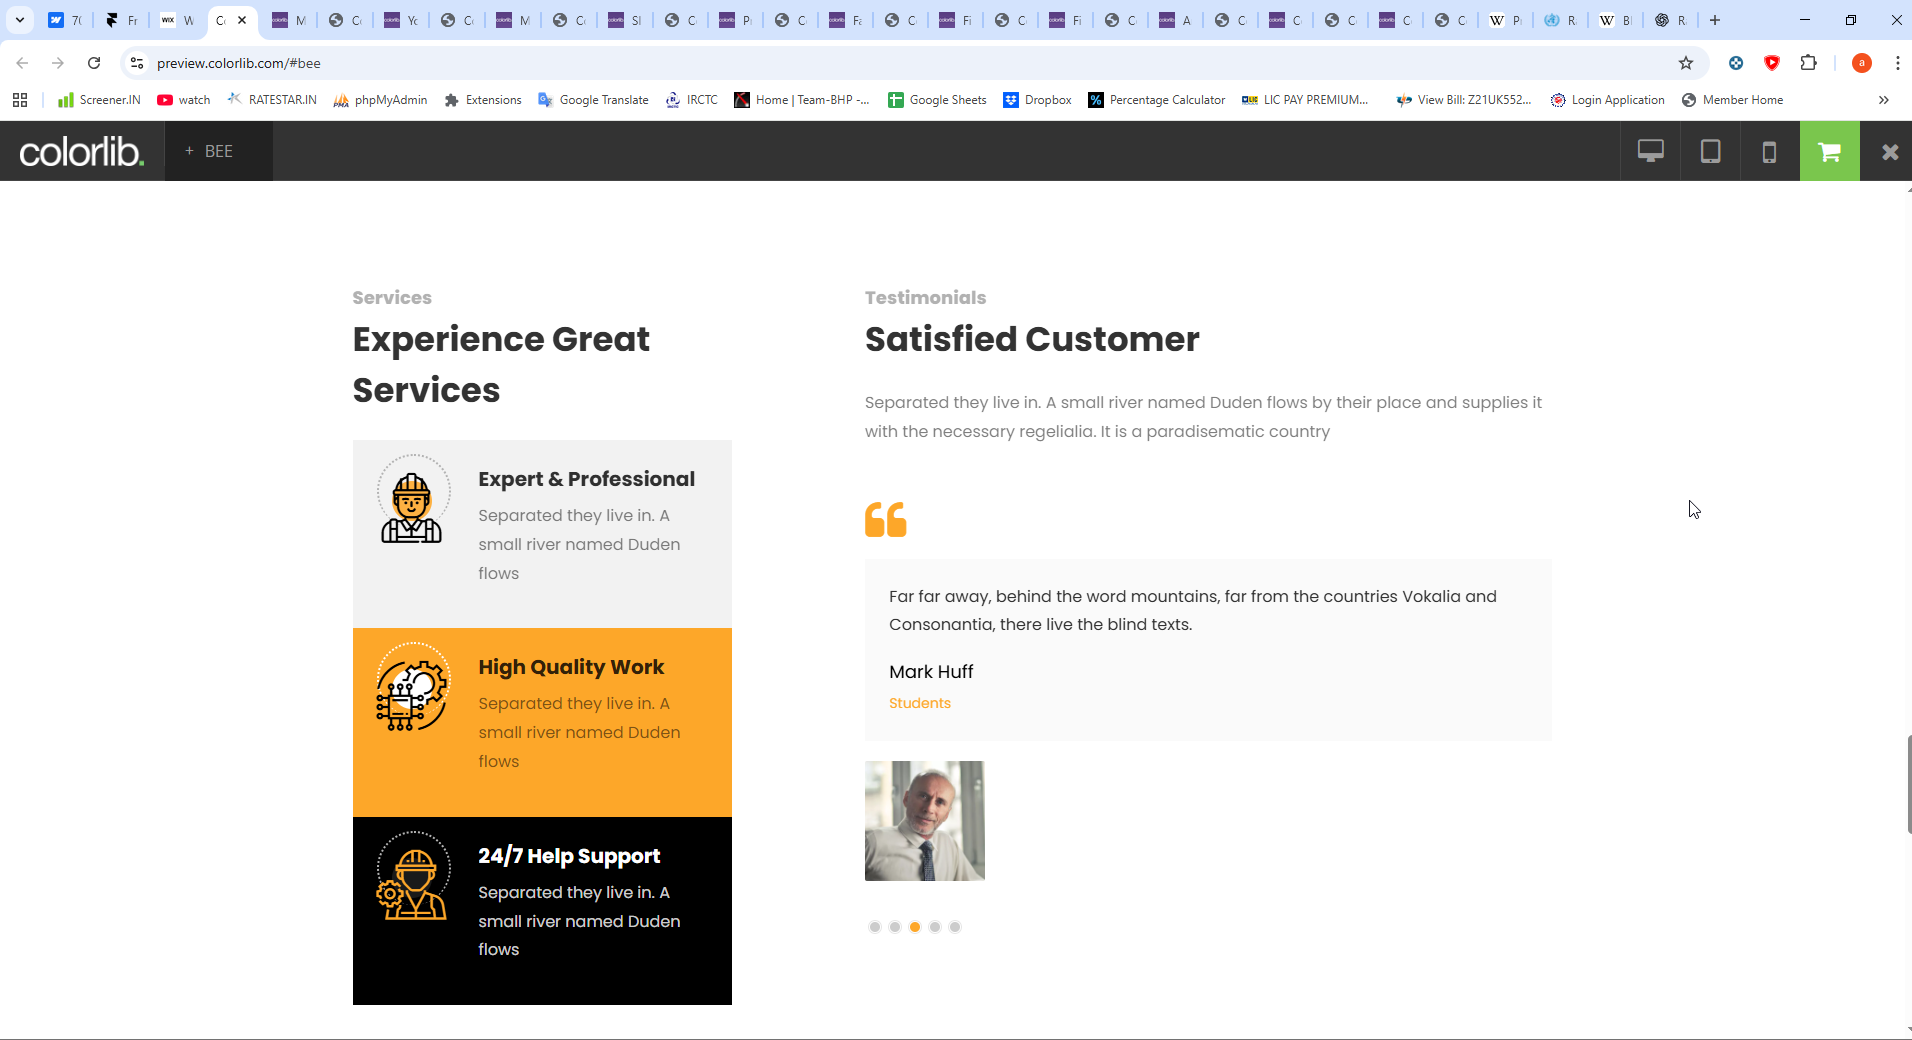 7(
Fr
W
C
M
C
Yo
C
M
C
Sl
C
Pr
C
Fa
C
Fi
C
Fi
C
A
C
C
C
C
C
P
R
Bl
R
preview.colorlib.com/#bee
a
Screener.IN
watch
RATESTAR.IN
phpMyAdmin
Extensions
Google Translate
IRCTC
Home | Team-BHP -...
Google Sheets
Dropbox
Percentage Calculator
LIC PAY PREMIUM...
View Bill: Z21UK552...
Login Application
Member Home
colorlib.
+ BEE
Services
Experience Great
Services
Expert & Professional
Separated they live in. A
small river named Duden
flows
High Quality Work
Separated they live in. A
small river named Duden
flows
24/7 Help Support
Separated they live in. A
small river named Duden
flows
Testimonials
Satisfied Customer
Separated they live in. A small river named Duden flows by their place and supplies it
with the necessary regelialia. It is a paradisematic country
Far far away, behind the word mountains, far from the countries Vokalia and
Consonantia, there live the blind texts.
Mark Huff
Students